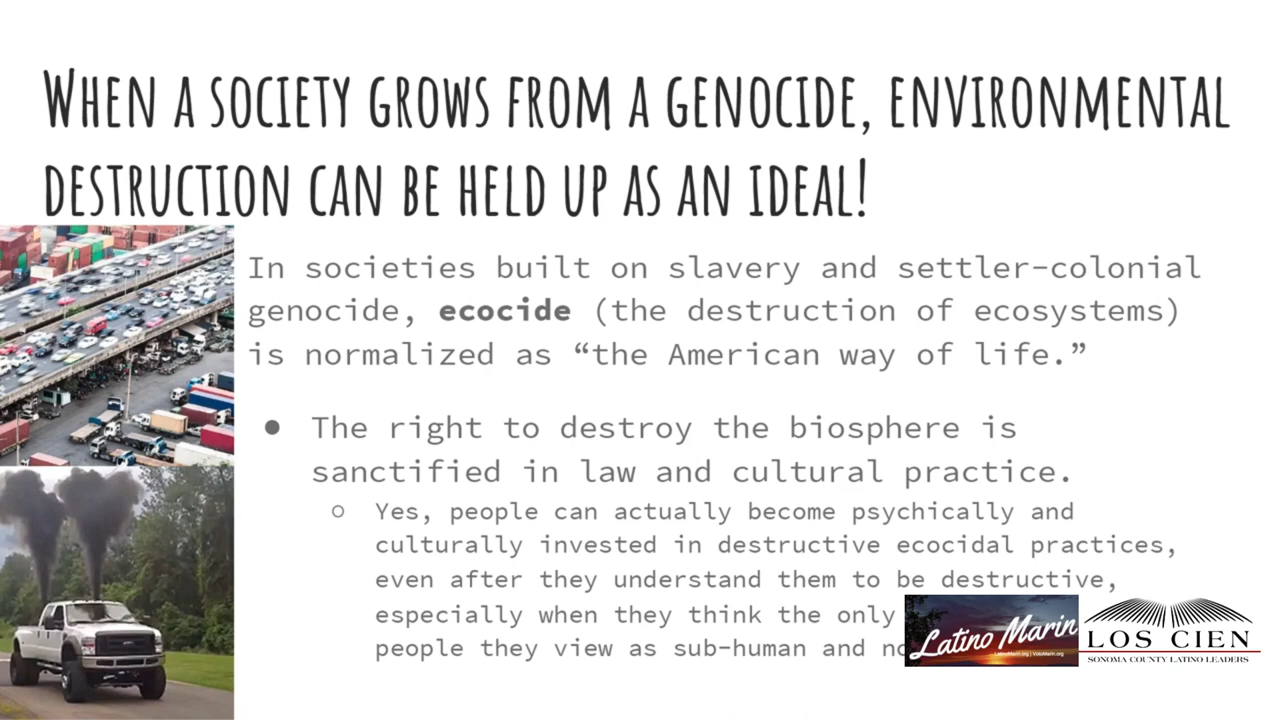 WHEN A SOCIETY GROWS FROM A GENOCIDE, ENVIRONMENTAL
DESTRUCTION CAN BE HELD UP AS AN IDEAL!
In societies built on slavery and settler-colonial
genocide, ecocide (the destruction of ecosystems)
is normalized as “the American way of life.”
● The right to destroy the biosphere is
sanctified in law and cultural practice.
○ Yes, people can actually become psychically and
culturally invested in destructive ecocidal practices,
even after they understand them to be destructive,
especially when they think the only
people they view as sub-human and
Latino Marin
LatinoMarin.org | VotoMarin.org
LOS CIEN
SONOMA COUNTY LATINO LEADERS